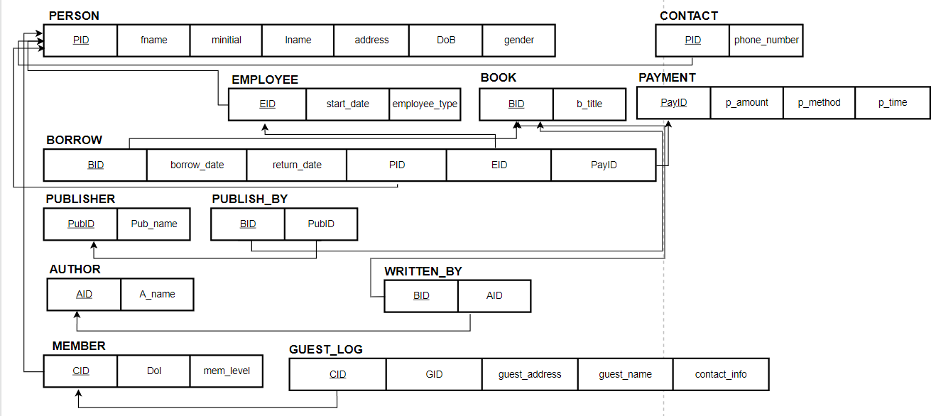 PERSON CONTACT
PID fname minitial lname address DoB gender PID phone_number
EMPLOYEE BOOK PAYMENT
EID start_date employee_type BID b_title PayID p_amount p_method p_time
BORROW
BID borrow_date return_date PID EID PayID
PUBLISHER PUBLISH_BY
PubID Pub_name BID PubID
AUTHOR WRITTEN_BY
AID A_name BID AID
MEMBER GUEST_LOG
CID DoI mem_level CID GID guest_address guest_name contact_info